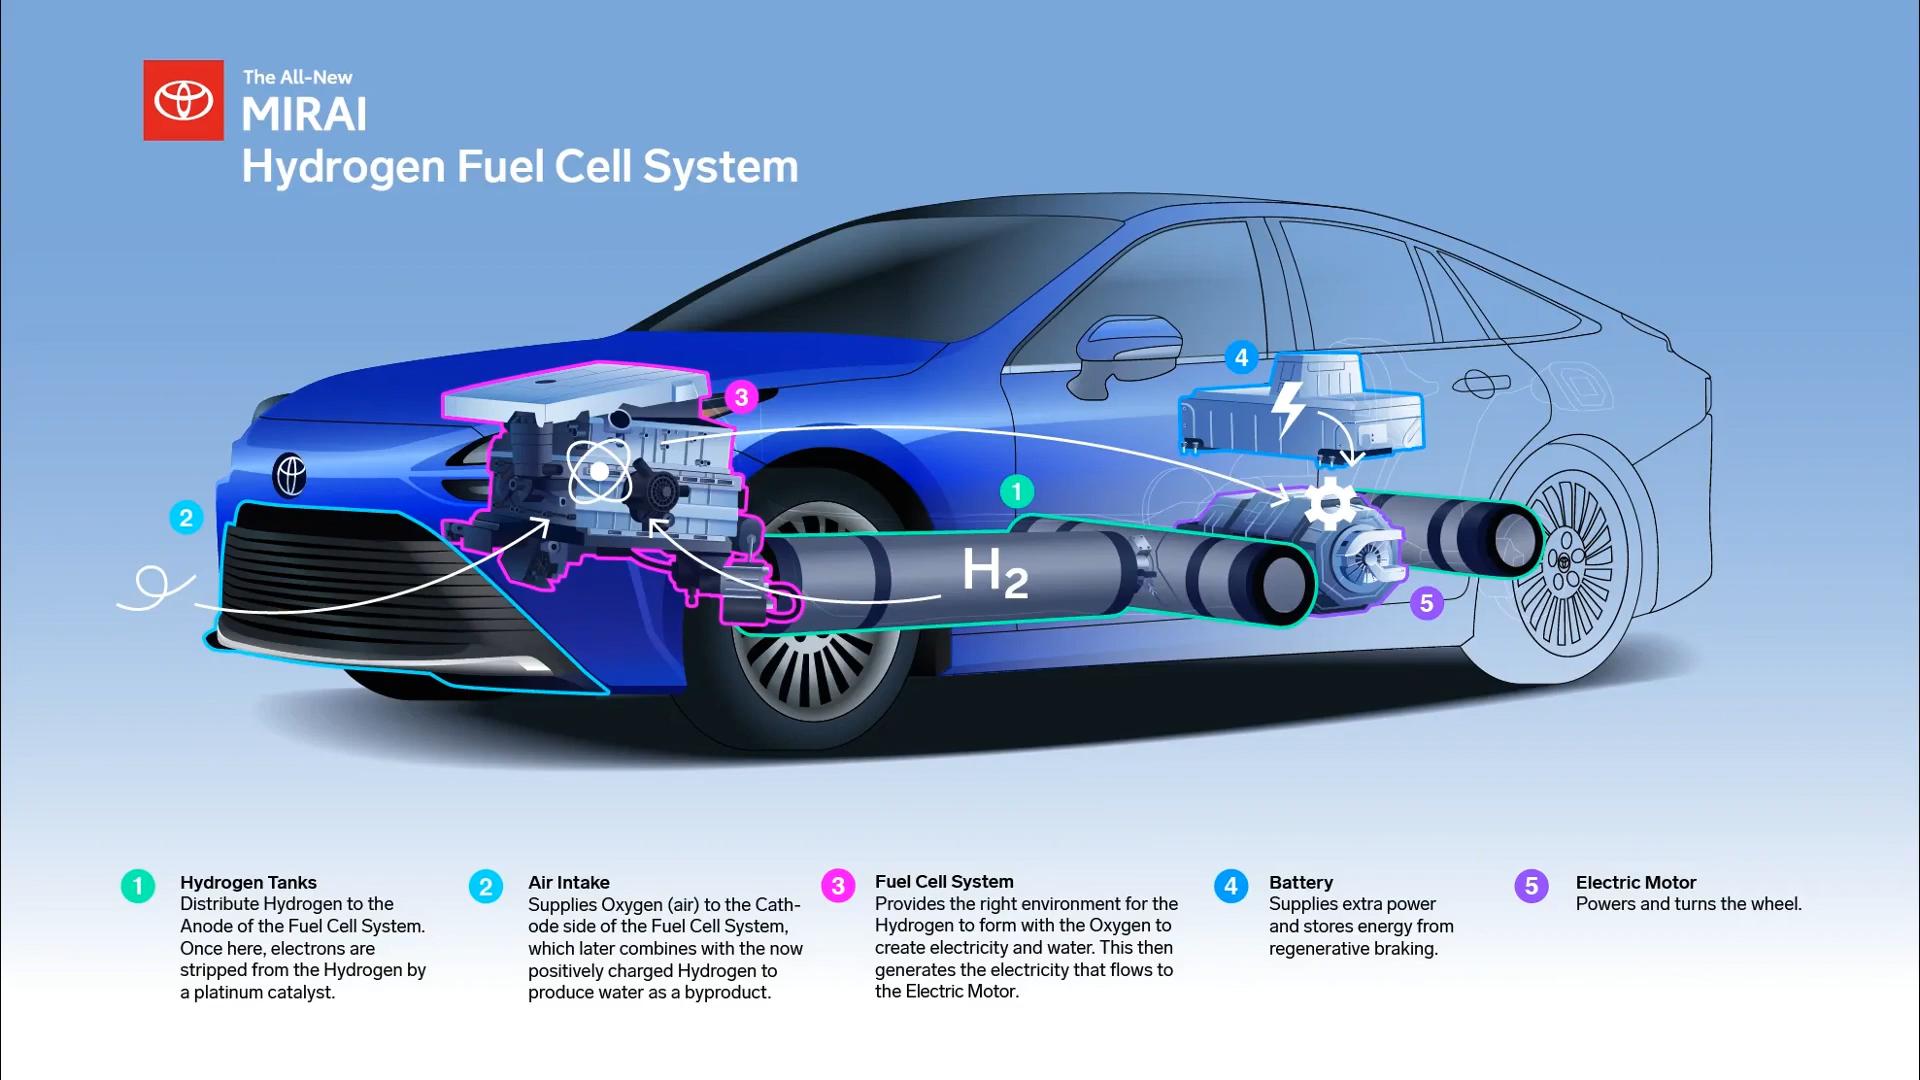 The All-New
MIRAI
Hydrogen Fuel Cell System
3
4
1
2
H₂
5
1
Hydrogen Tanks
Distribute Hydrogen to the
Anode of the Fuel Cell System.
Once here, electrons are
stripped from the Hydrogen by
a platinum catalyst.
2
Air Intake
Supplies Oxygen (air) to the Cath-
ode side of the Fuel Cell System,
which later combines with the now
positively charged Hydrogen to
produce water as a byproduct.
3
Fuel Cell System
Provides the right environment for the
Hydrogen to form with the Oxygen to
create electricity and water. This then
generates the electricity that flows to
the Electric Motor.
4
Battery
Supplies extra power
and stores energy from
regenerative braking.
5
Electric Motor
Powers and turns the wheel.